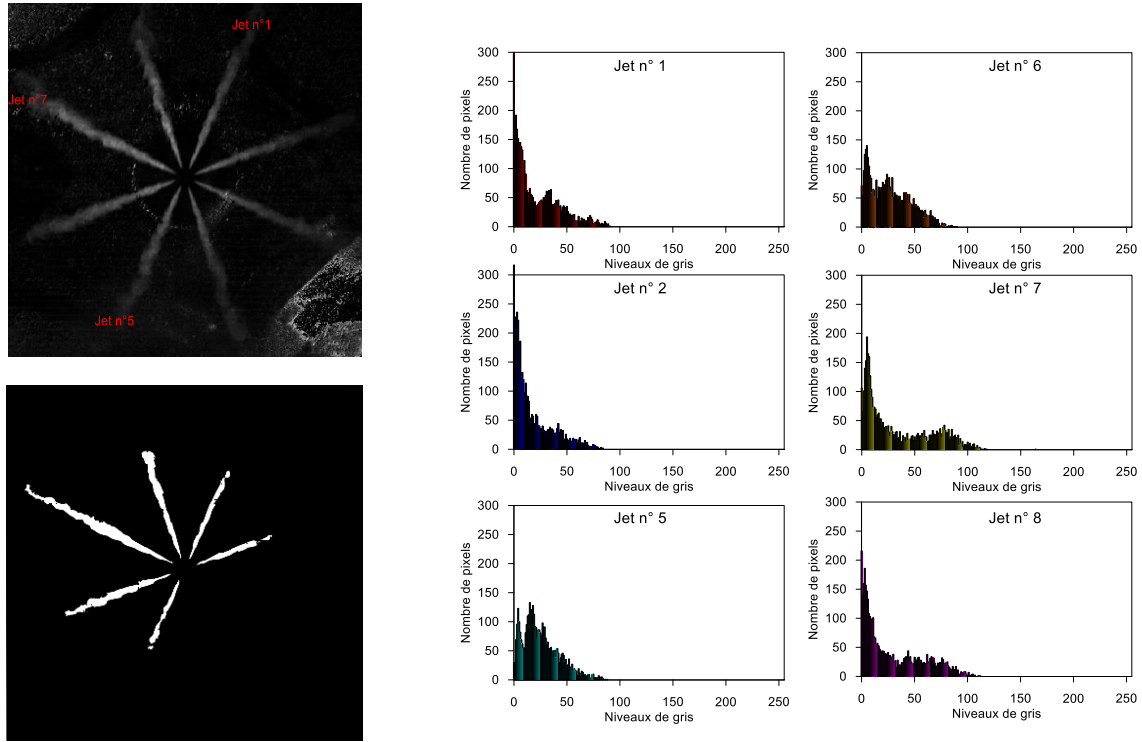 Jet n°1
Jet n°7
Jet n°5
Jet n° 1
Nombre de pixels
300
250
200
150
100
50
0
0 50 100 150 200 250
Niveaux de gris
Jet n° 6
Nombre de pixels
300
250
200
150
100
50
0
0 50 100 150 200 250
Niveaux de gris
Jet n° 2
Nombre de pixels
300
250
200
150
100
50
0
0 50 100 150 200 250
Niveaux de gris
Jet n° 7
Nombre de pixels
300
250
200
150
100
50
0
0 50 100 150 200 250
Niveaux de gris
Jet n° 5
Nombre de pixels
300
250
200
150
100
50
0
0 50 100 150 200 250
Niveaux de gris
Jet n° 8
Nombre de pixels
300
250
200
150
100
50
0
0 50 100 150 200 250
Niveaux de gris